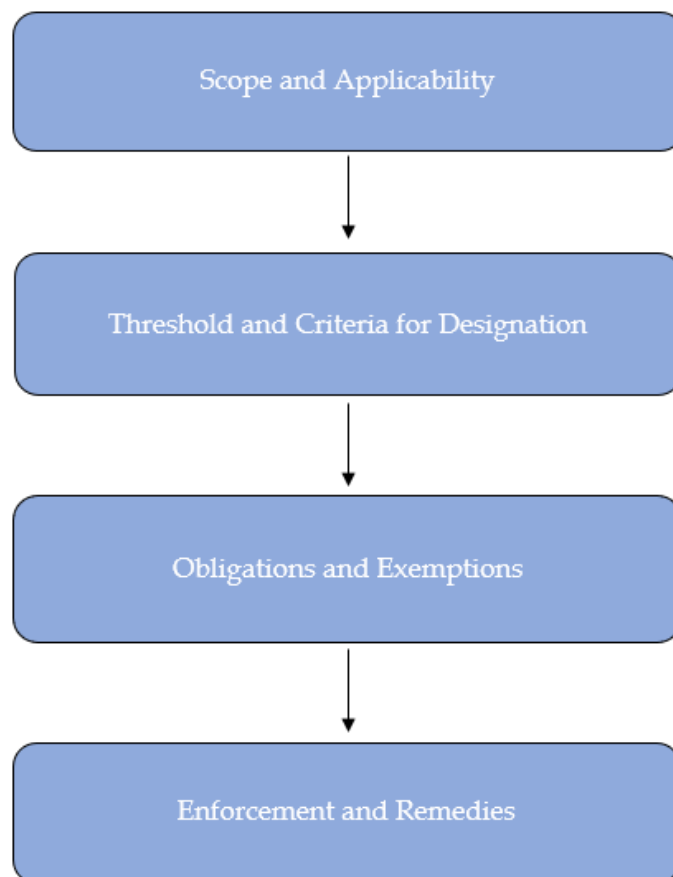 Scope and Applicability
Threshold and Criteria for Designation
Obligations and Exemptions
Enforcement and Remedies